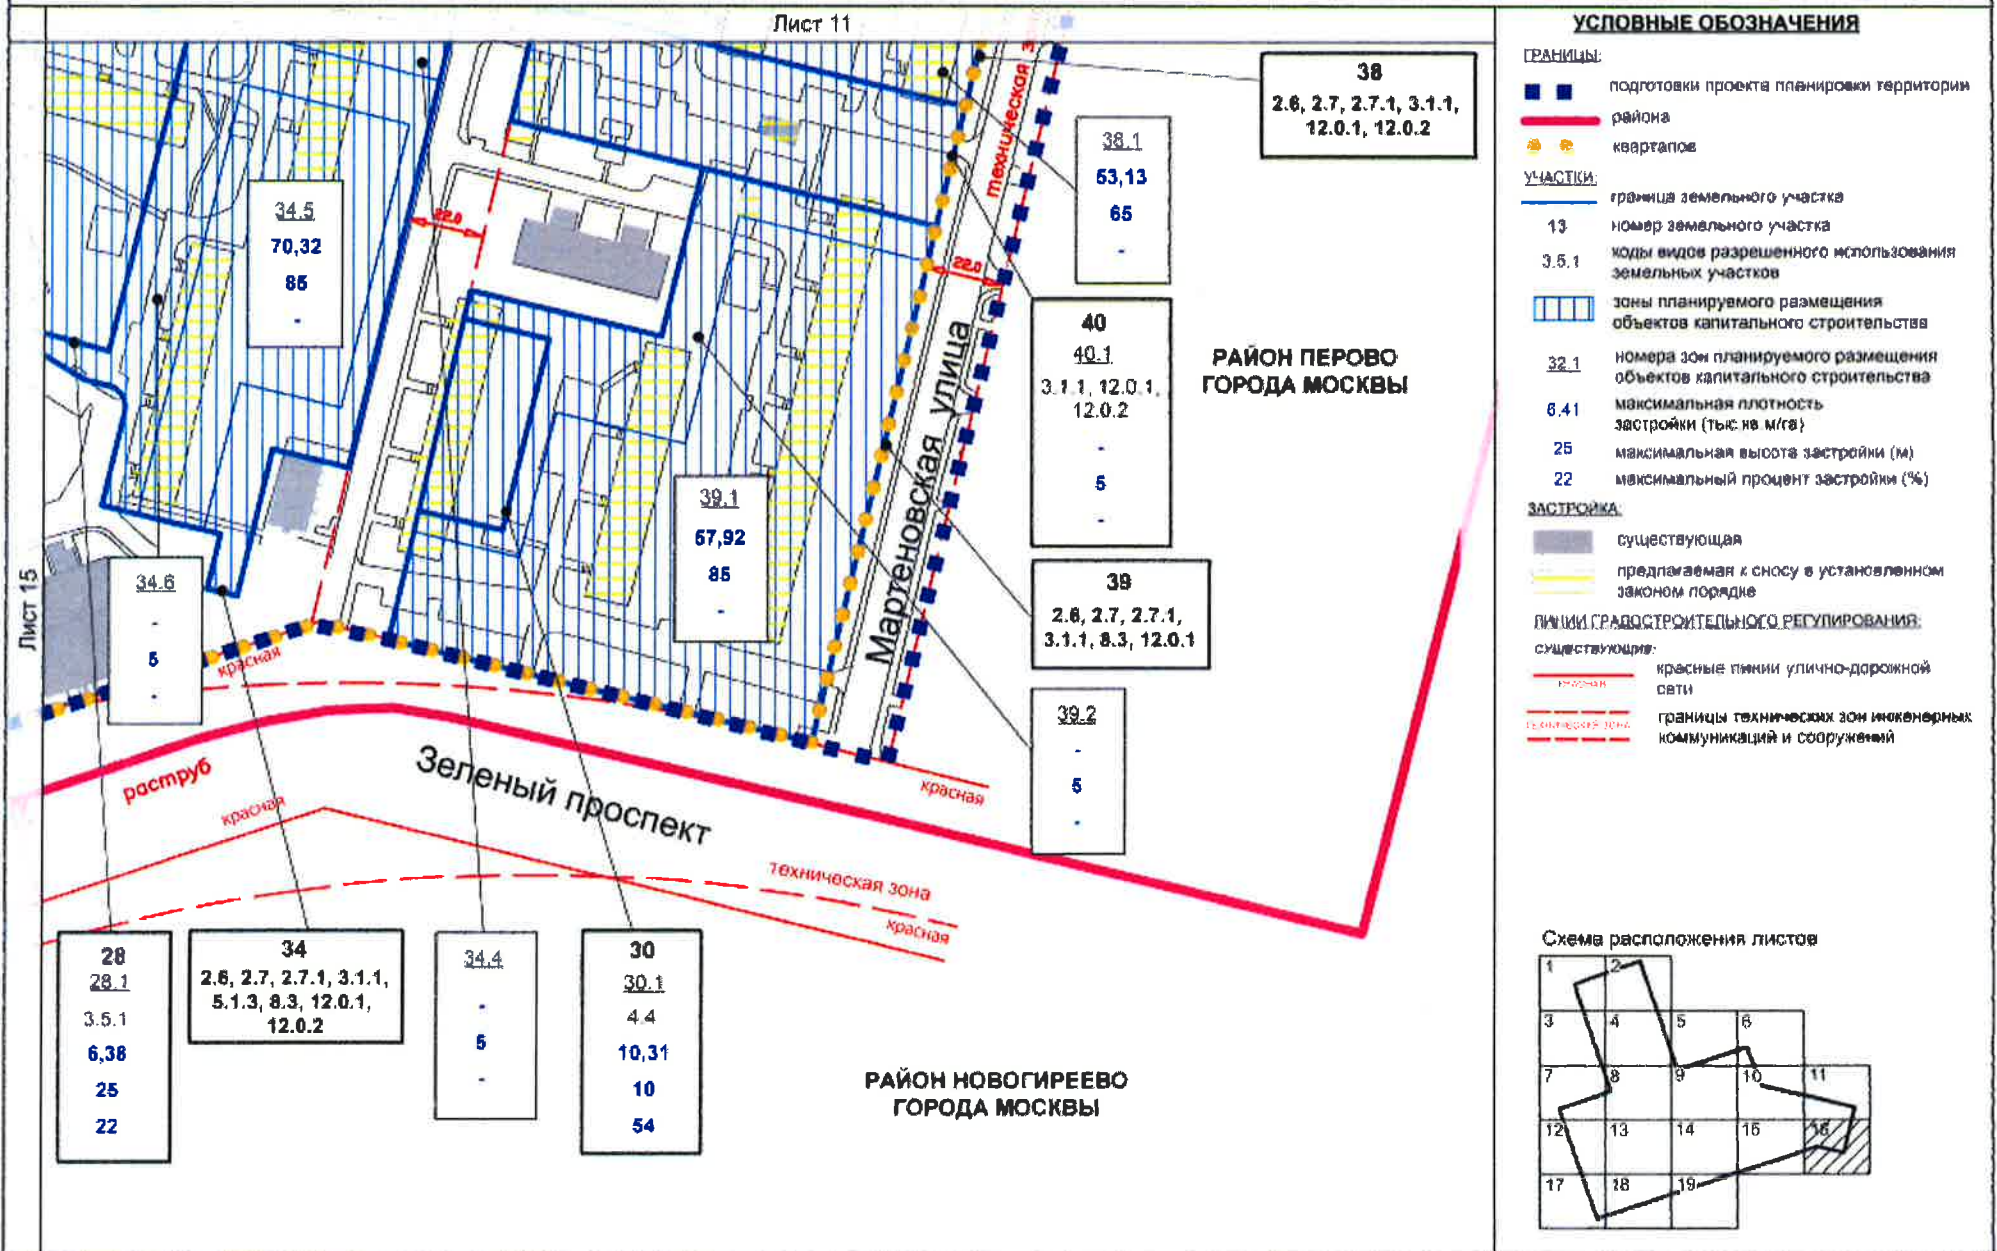 Лист 11
Лист 15
38
2.6, 2.7, 2.7.1, 3.1.1,
12.0.1, 12.0.2
38.1
53,13
65
-
34.5
70,32
85
-
22.0
22.0
техническая
40
40.1
3.1.1, 12.0.1,
12.0.2
-
5
-
РАЙОН ПЕРОВО
ГОРОДА МОСКВЫ
Мартеновская улица
39.1
57,92
85
-
34.6
-
5
-
39
2.6, 2.7, 2.7.1,
3.1.1, 8.3, 12.0.1
39.2
-
5
-
красная
раструб
красная
Зеленый проспект
красная
техническая зона
красная
28
28.1
3.5.1
6,38
25
22
34
2.6, 2.7, 2.7.1, 3.1.1,
5.1.3, 8.3, 12.0.1,
12.0.2
34.4
-
5
-
30
30.1
4.4
10,31
10
54
РАЙОН НОВОГИРЕЕВО
ГОРОДА МОСКВЫ
УСЛОВНЫЕ ОБОЗНАЧЕНИЯ
ГРАНИЦЫ:
подготовки проекта планировки территории
района
кварталов
УЧАСТКИ:
граница земельного участка
13 номер земельного участка
3.5.1 коды видов разрешенного использования
земельных участков
зоны планируемого размещения
объектов капитального строительства
32.1 номера зон планируемого размещения
объектов капитального строительства
6,41 максимальная плотность
застройки (тыс.кв.м/га)
25 максимальная высота застройки (м)
22 максимальный процент застройки (%)
ЗАСТРОЙКА:
существующая
предлагаемая к сносу в установленном
законом порядке
ЛИНИИ ГРАДОСТРОИТЕЛЬНОГО РЕГУЛИРОВАНИЯ:
существующие:
красные линии улично-дорожной
сети
красная
границы технических зон инженерных
коммуникаций и сооружений
техническая зона
Схема расположения листов
1 2
3 4 5 6
7 8 9 10 11
12 13 14 15 16
17 18 19